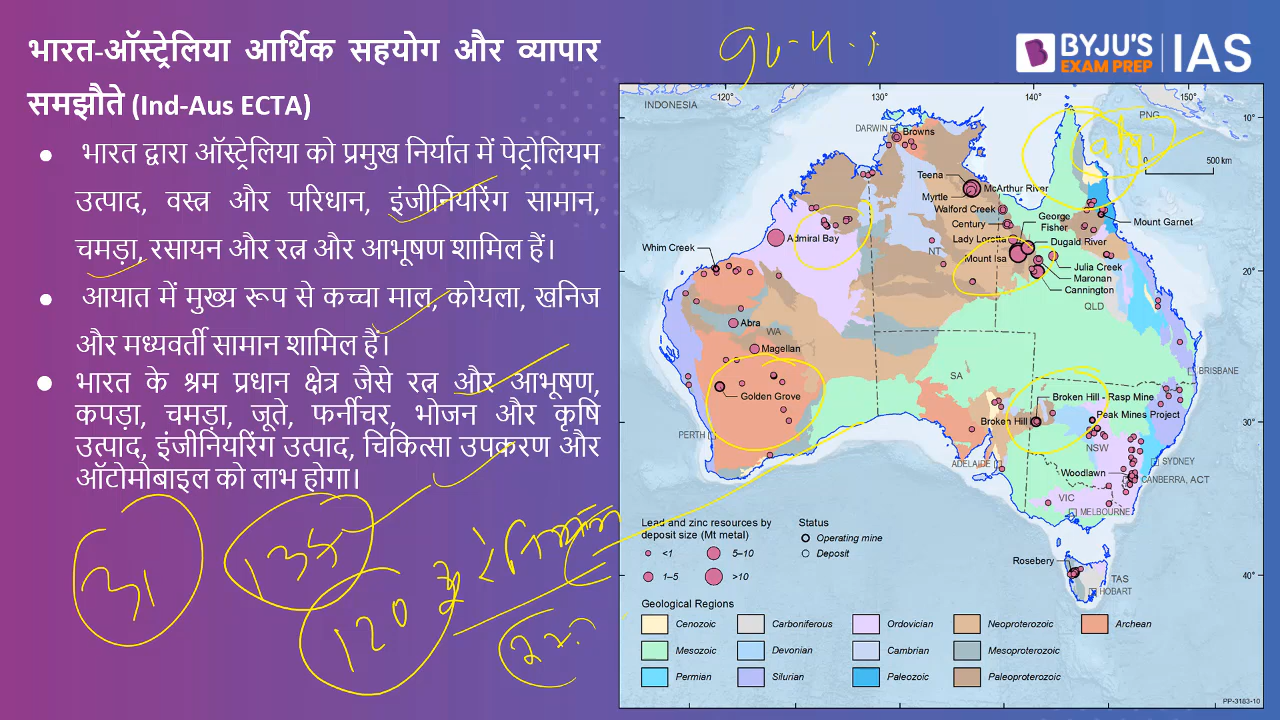 भारत-ऑस्ट्रेलिया आर्थिक सहयोग और व्यापार
समझौते (Ind-Aus ECTA)
● भारत द्वारा ऑस्ट्रेलिया को प्रमुख निर्यात में पेट्रोलियम
उत्पाद, वस्त्र और परिधान, इंजीनियरिंग सामान,
चमड़ा, रसायन और रत्न और आभूषण शामिल हैं।
● आयात में मुख्य रूप से कच्चा माल, कोयला, खनिज
और मध्यवर्ती सामान शामिल हैं।
● भारत के श्रम प्रधान क्षेत्र जैसे रत्न और आभूषण,
कपड़ा, चमड़ा, जूते, फर्नीचर, भोजन और कृषि
उत्पाद, इंजीनियरिंग उत्पाद, चिकित्सा उपकरण और
ऑटोमोबाइल को लाभ होगा।
31
120
BYJU'S
EXAM PREP
IAS
INDONESIA
120°
130°
140°
150°
PNG
10°
0
500 km
DARWIN
Browns
Teena
McArthur River
Myrtle
Walford Creek
Mount Garnet
Century
George
Fisher
Admiral Bay
Lady Loretta
Dugald River
Whim Creek
NT
Mount Isa
Julia Creek
20°
Maronan
Cannington
QLD
Abra
WA
Magellan
SA
BRISBANE
Golden Grove
Broken Hill - Rasp Mine
Peak Mines Project
Broken Hill
30°
PERTH
NSW
ADELAIDE
SYDNEY
Woodlawn
CANBERRA, ACT
VIC
MELBOURNE
Rosebery
40°
TAS
HOBART
Lead and zinc resources by
deposit size (Mt metal)
<1
5–10
1–5
>10
Status
Operating mine
Deposit
Geological Regions
Cenozoic
Carboniferous
Ordovician
Neoproterozoic
Archean
Mesozoic
Devonian
Cambrian
Mesoproterozoic
Permian
Silurian
Paleozoic
Paleoproterozoic
PP-3183-10